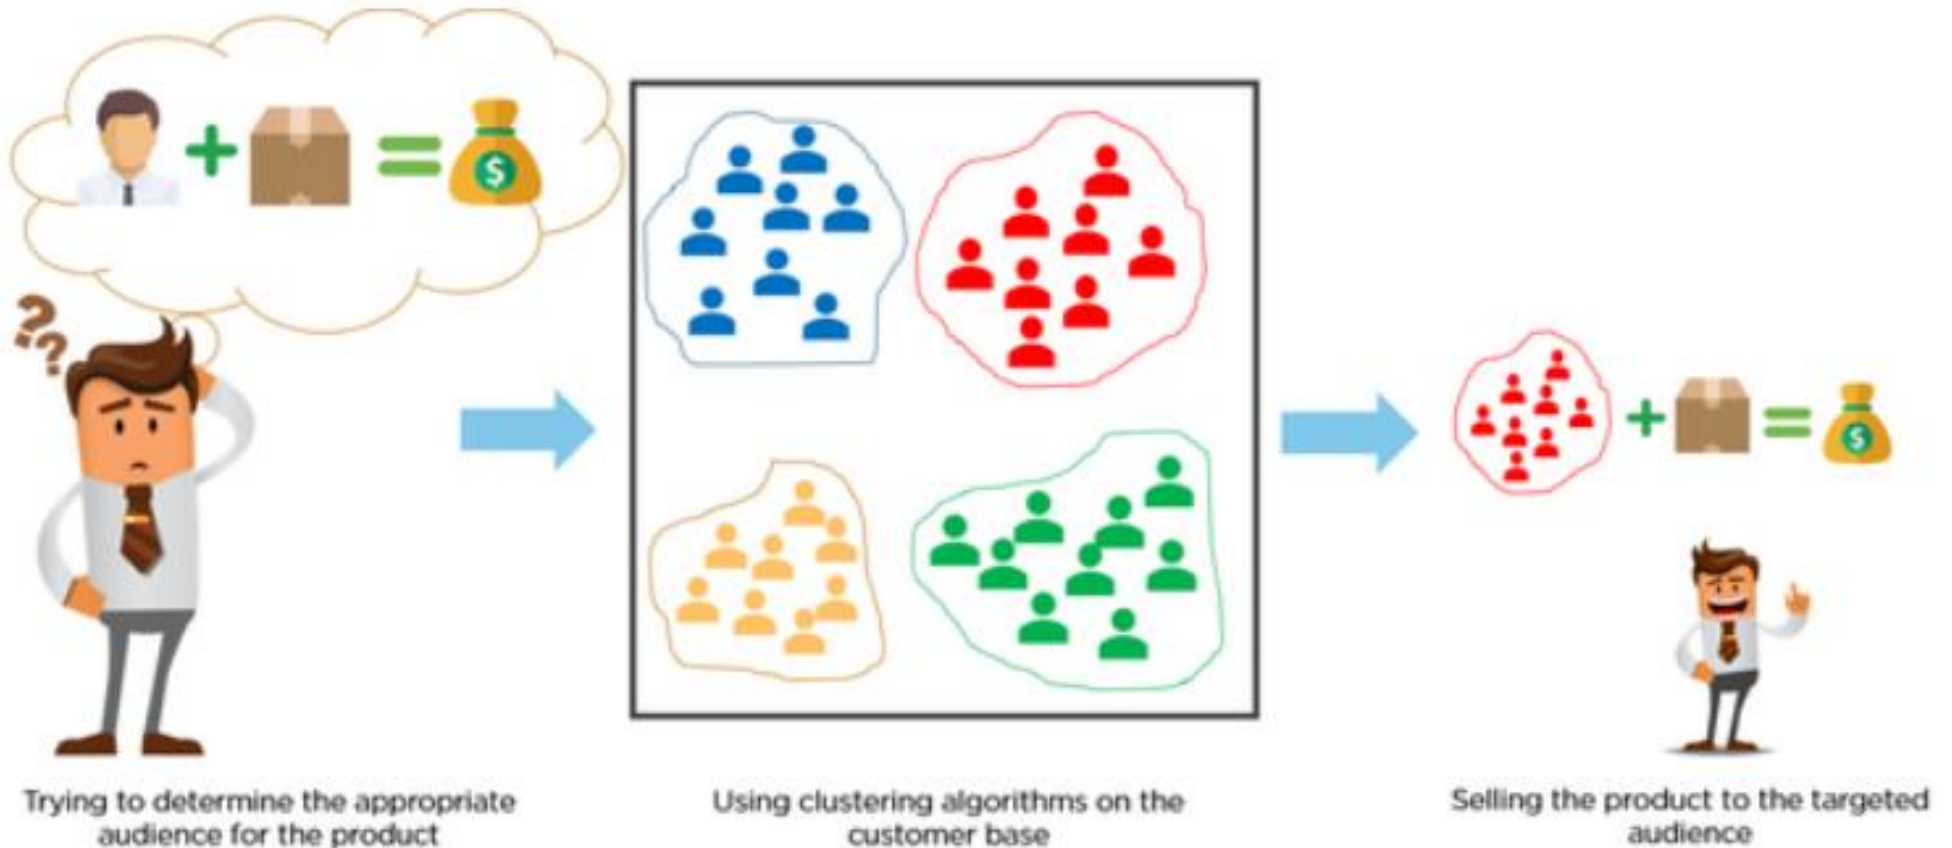 ??
$
Trying to determine the appropriate
audience for the product
Using clustering algorithms on the
customer base
$
Selling the product to the targeted
audience